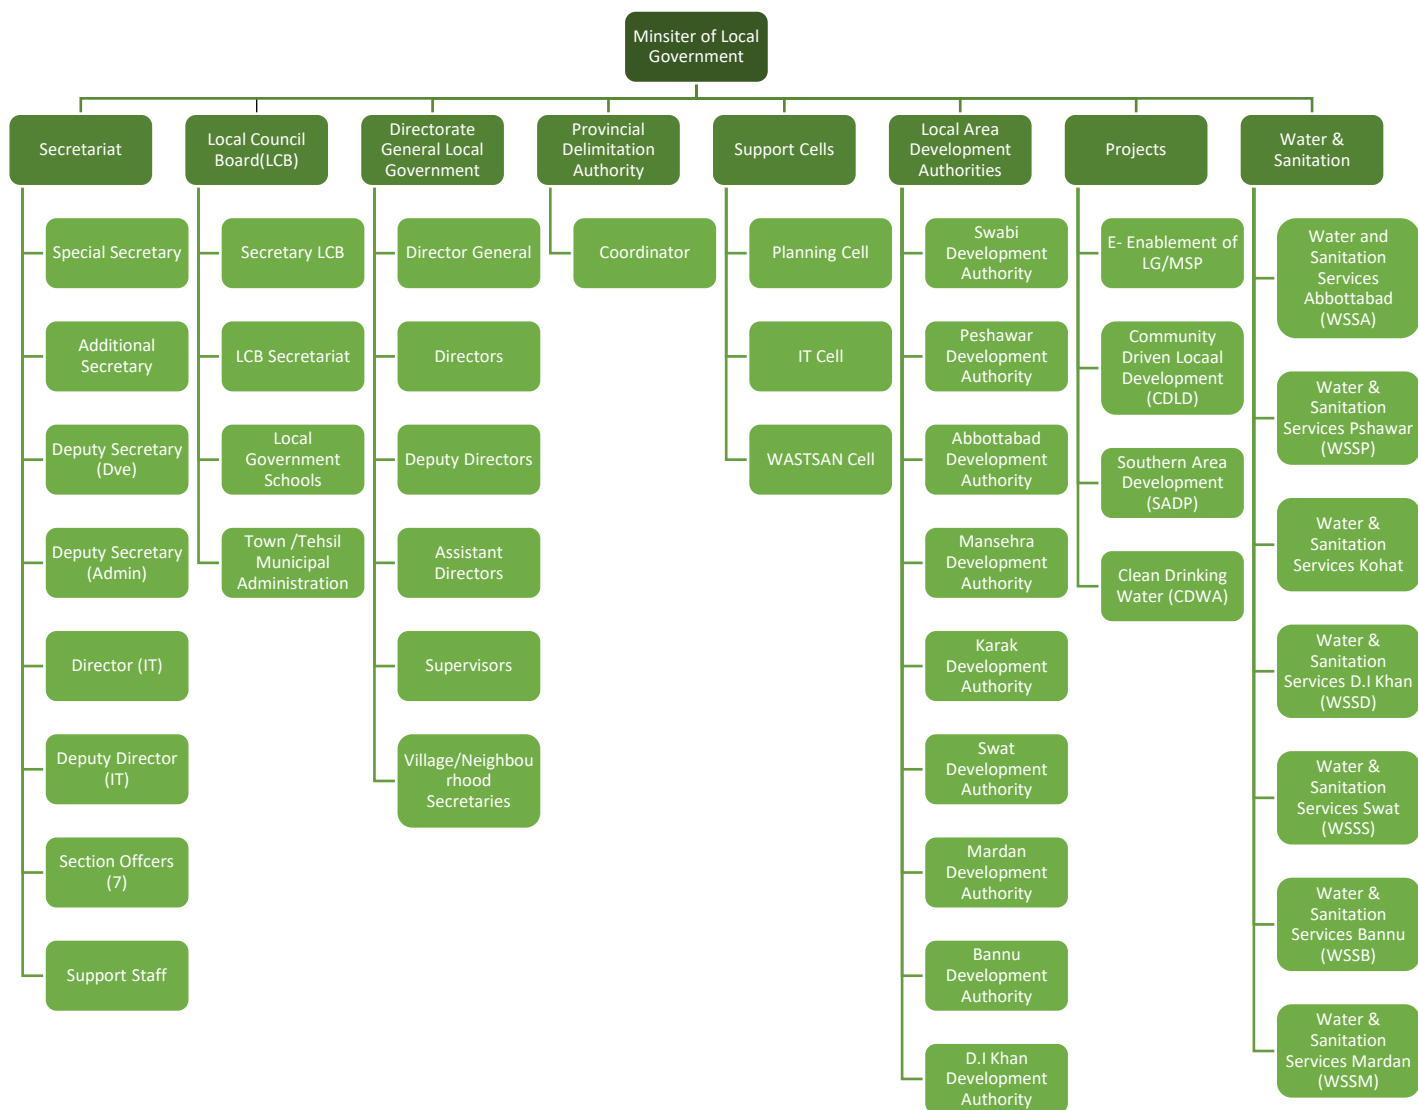 Minsiter of Local
Government
Secretariat
Special Secretary
Additional
Secretary
Deputy Secretary
(Dve)
Deputy Secretary
(Admin)
Director (IT)
Deputy Director
(IT)
Section Offcers
(7)
Support Staff
Local Council
Board(LCB)
Secretary LCB
LCB Secretariat
Local
Government
Schools
Town /Tehsil
Municipal
Administration
Directorate
General Local
Government
Director General
Directors
Deputy Directors
Assistant
Directors
Supervisors
Village/Neighbou
rhood
Secretaries
Provincial
Delimitation
Authority
Coordinator
Support Cells
Planning Cell
IT Cell
WASTSAN Cell
Local Area
Development
Authorities
Swabi
Development
Authority
Peshawar
Development
Authority
Abbottabad
Development
Authority
Mansehra
Development
Authority
Karak
Development
Authority
Swat
Development
Authority
Mardan
Development
Authority
Bannu
Development
Authority
D.I Khan
Development
Authority
Projects
E- Enablement of
LG/MSP
Community
Driven Locaal
Development
(CDLD)
Southern Area
Development
(SADP)
Clean Drinking
Water (CDWA)
Water &
Sanitation
Water and
Sanitation
Services
Abbottabad
(WSSA)
Water &
Sanitation
Services Pshawar
(WSSP)
Water &
Sanitation
Services Kohat
Water &
Sanitation
Services D.I Khan
(WSSD)
Water &
Sanitation
Services Swat
(WSSS)
Water &
Sanitation
Services Bannu
(WSSB)
Water &
Sanitation
Services Mardan
(WSSM)